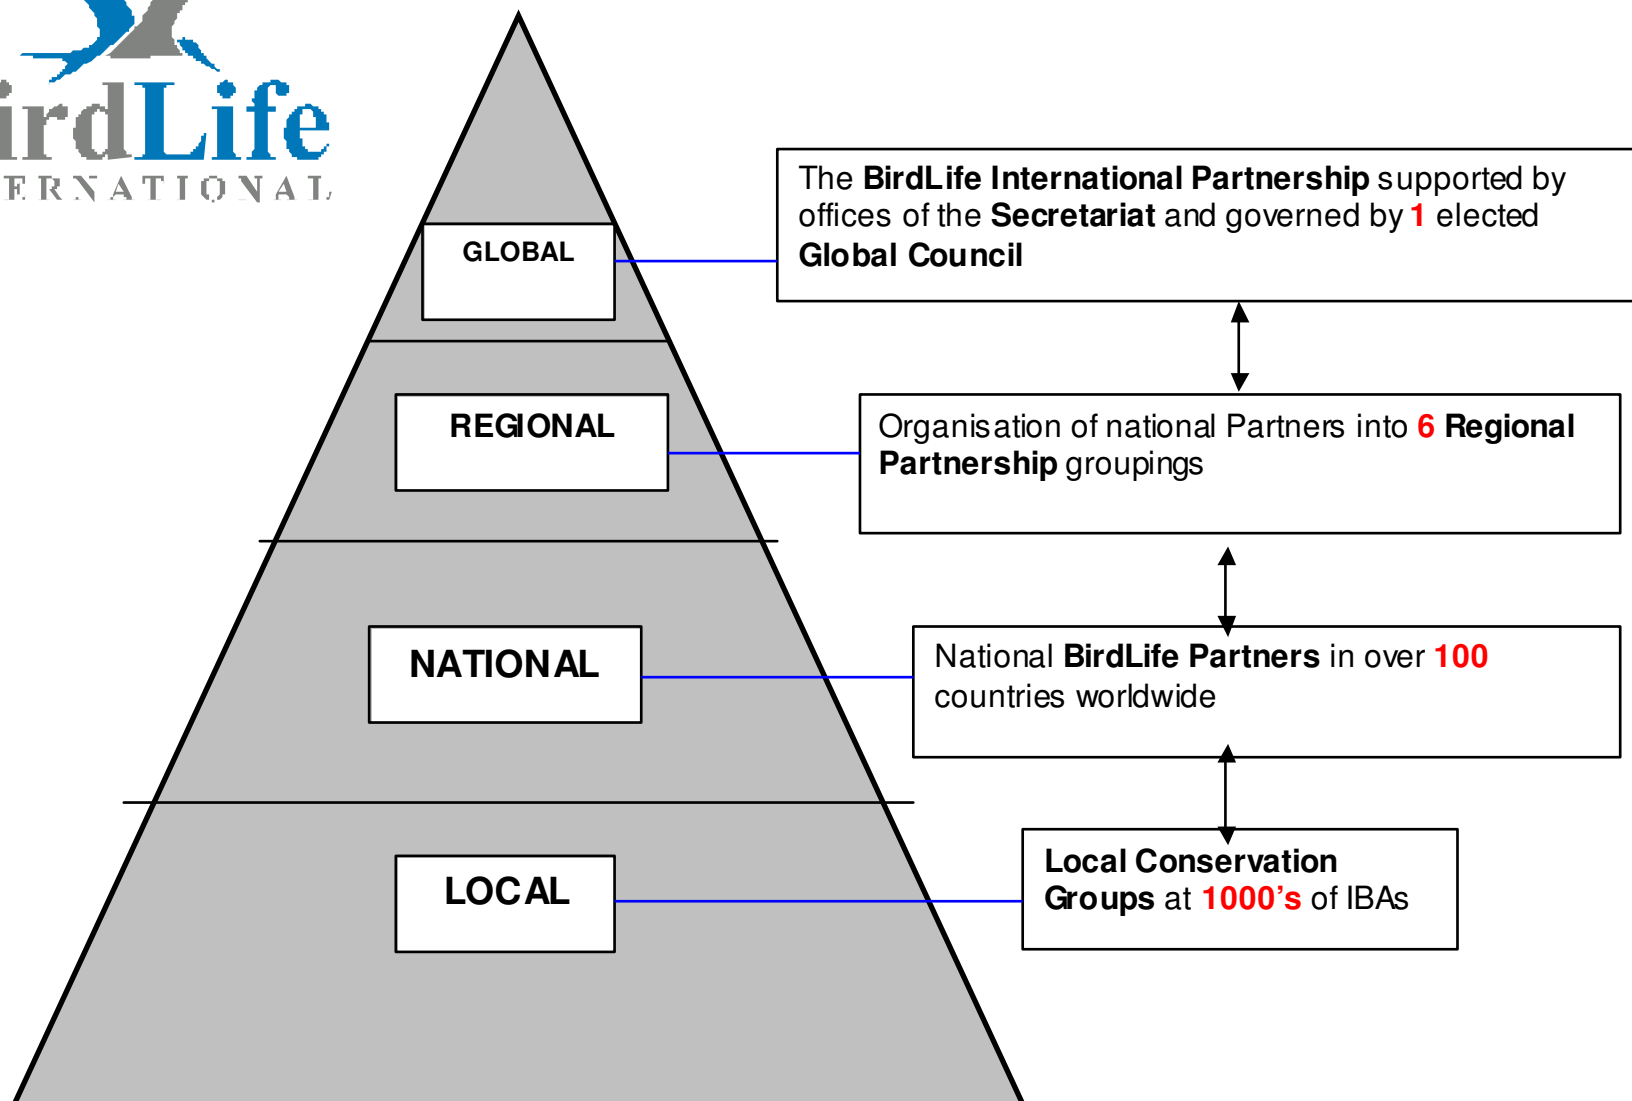 irdLife
ERNATIONAL
The BirdLife International Partnership supported by
offices of the Secretariat and governed by 1 elected
Global Council
GLOBAL
REGIONAL
Organisation of national Partners into 6 Regional
Partnership groupings
NATIONAL
National BirdLife Partners in over 100
countries worldwide
LOCAL
Local Conservation
Groups at 1000's of IBAs